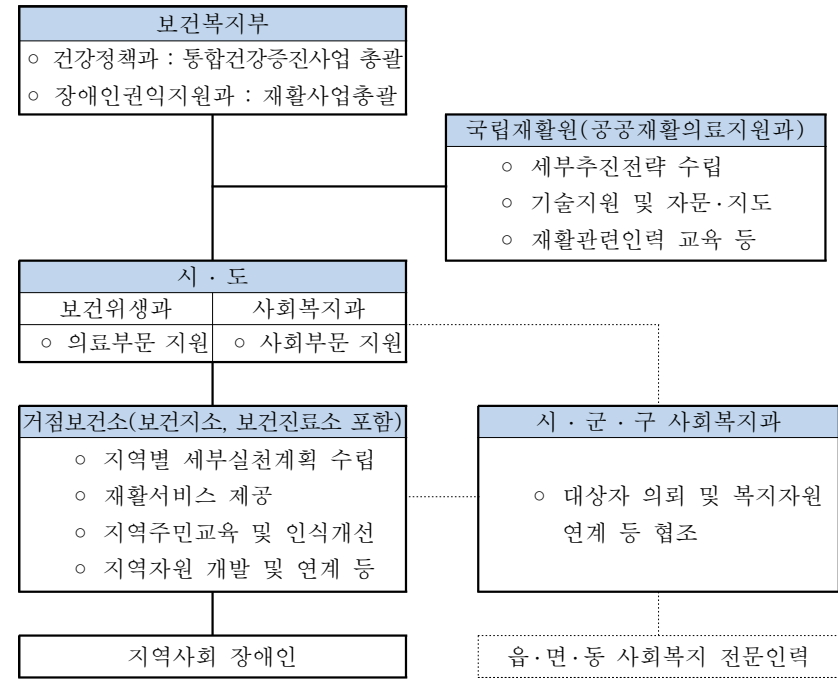 보건복지부
○ 건강정책과 : 통합건강증진사업 총괄
○ 장애인권익지원과 : 재활사업총괄
국립재활원(공공재활의료지원과)
○ 세부추진전략 수립
○ 기술지원 및 자문·지도
○ 재활관련인력 교육 등
시 · 도
보건위생과 사회복지과
○ 의료부문 지원 ○ 사회부문 지원
거점보건소(보건지소, 보건진료소 포함)
○ 지역별 세부실천계획 수립
○ 재활서비스 제공
○ 지역주민교육 및 인식개선
○ 지역자원 개발 및 연계 등
시 · 군 · 구 사회복지과
○ 대상자 의뢰 및 복지자원
연계 등 협조
지역사회 장애인
읍·면·동 사회복지 전문인력